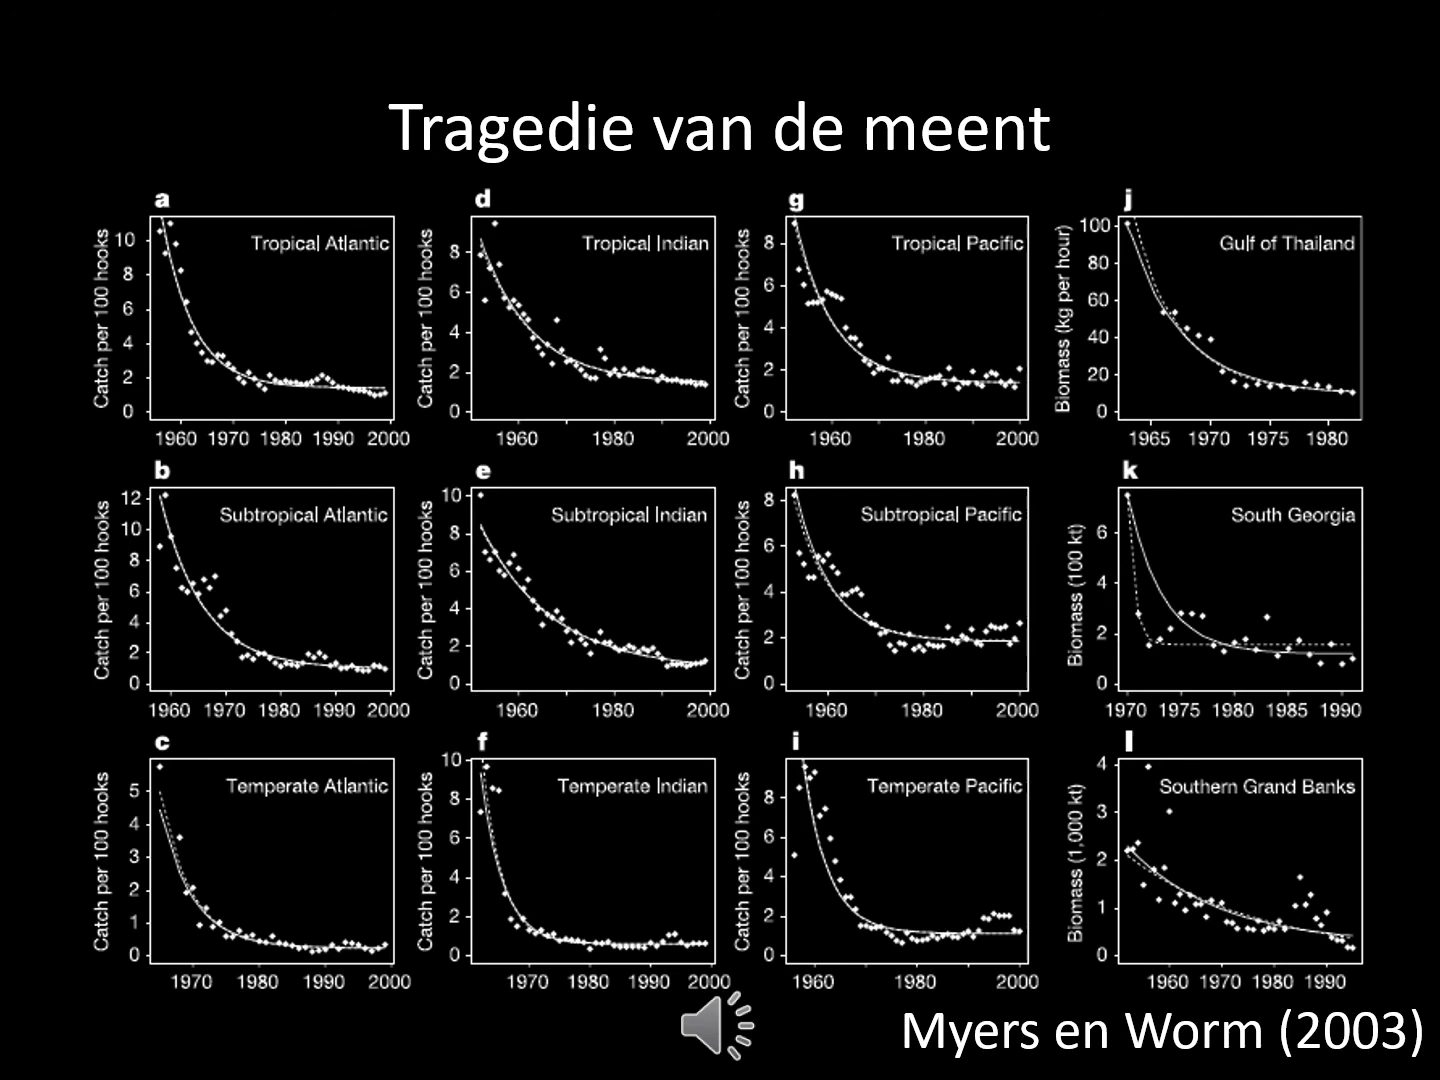 Tragedie van de meent
a
Tropical Atlantic
Catch per 100 hooks
10
8
6
4
2
0
1960 1970 1980 1990 2000
d
Tropical Indian
Catch per 100 hooks
8
6
4
2
0
1960 1980 2000
g
Tropical Pacific
Catch per 100 hooks
8
6
4
2
0
1960 1980 2000
j
Gulf of Thailand
Biomass (kg per hour)
100
80
60
40
20
0
1965 1970 1975 1980
b
Subtropical Atlantic
Catch per 100 hooks
12
10
8
6
4
2
0
1960 1970 1980 1990 2000
e
Subtropical Indian
Catch per 100 hooks
10
8
6
4
2
0
1960 1980 2000
h
Subtropical Pacific
Catch per 100 hooks
8
6
4
2
0
1960 1980 2000
k
South Georgia
Biomass (100 kt)
6
4
2
0
1970 1975 1980 1985 1990
c
Temperate Atlantic
Catch per 100 hooks
5
4
3
2
1
0
1970 1980 1990 2000
f
Temperate Indian
Catch per 100 hooks
10
8
6
4
2
0
1970 1980 1990 2000
i
Temperate Pacific
Catch per 100 hooks
8
6
4
2
0
1960 1980 2000
l
Southern Grand Banks
Biomass (1,000 kt)
4
3
2
1
0
1960 1970 1980 1990
Myers en Worm (2003)